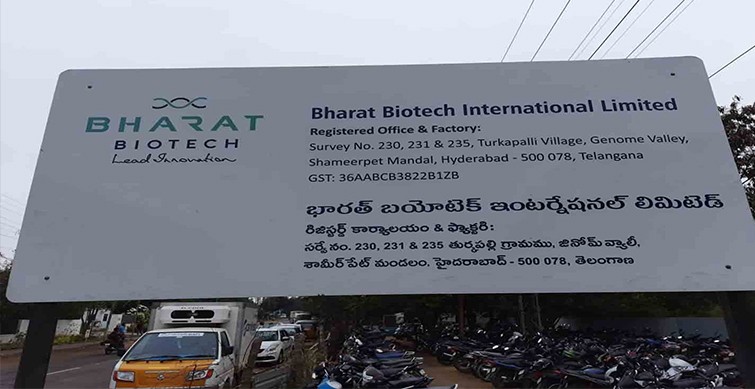 BHARAT
BIOTECH
Lead Innovation
Bharat Biotech International Limited
Registered Office & Factory:
Survey No. 230, 231 & 235, Turkapalli Village, Genome Valley,
Shameerpet Mandal, Hyderabad - 500 078, Telangana
GST: 36AABCB3822B1ZB
భారత్ బయోటెక్ ఇంటర్నేషనల్ లిమిటెడ్
రిజిస్టర్డ్ కార్యాలయం & ఫ్యాక్టరి:
సర్వే నం. 230, 231 & 235 తుర్కపల్లి గ్రామము, జినోమ్ వ్యాలీ,
శామీర్ పేట్ మండలం. హైదరాబాద్ - 500 078, తెలంగాణ